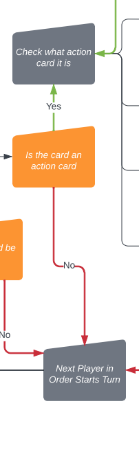 Check what action
card it is
Yes
Is the card an
action card
d be
No
No
Next Player in
Order Starts Turn